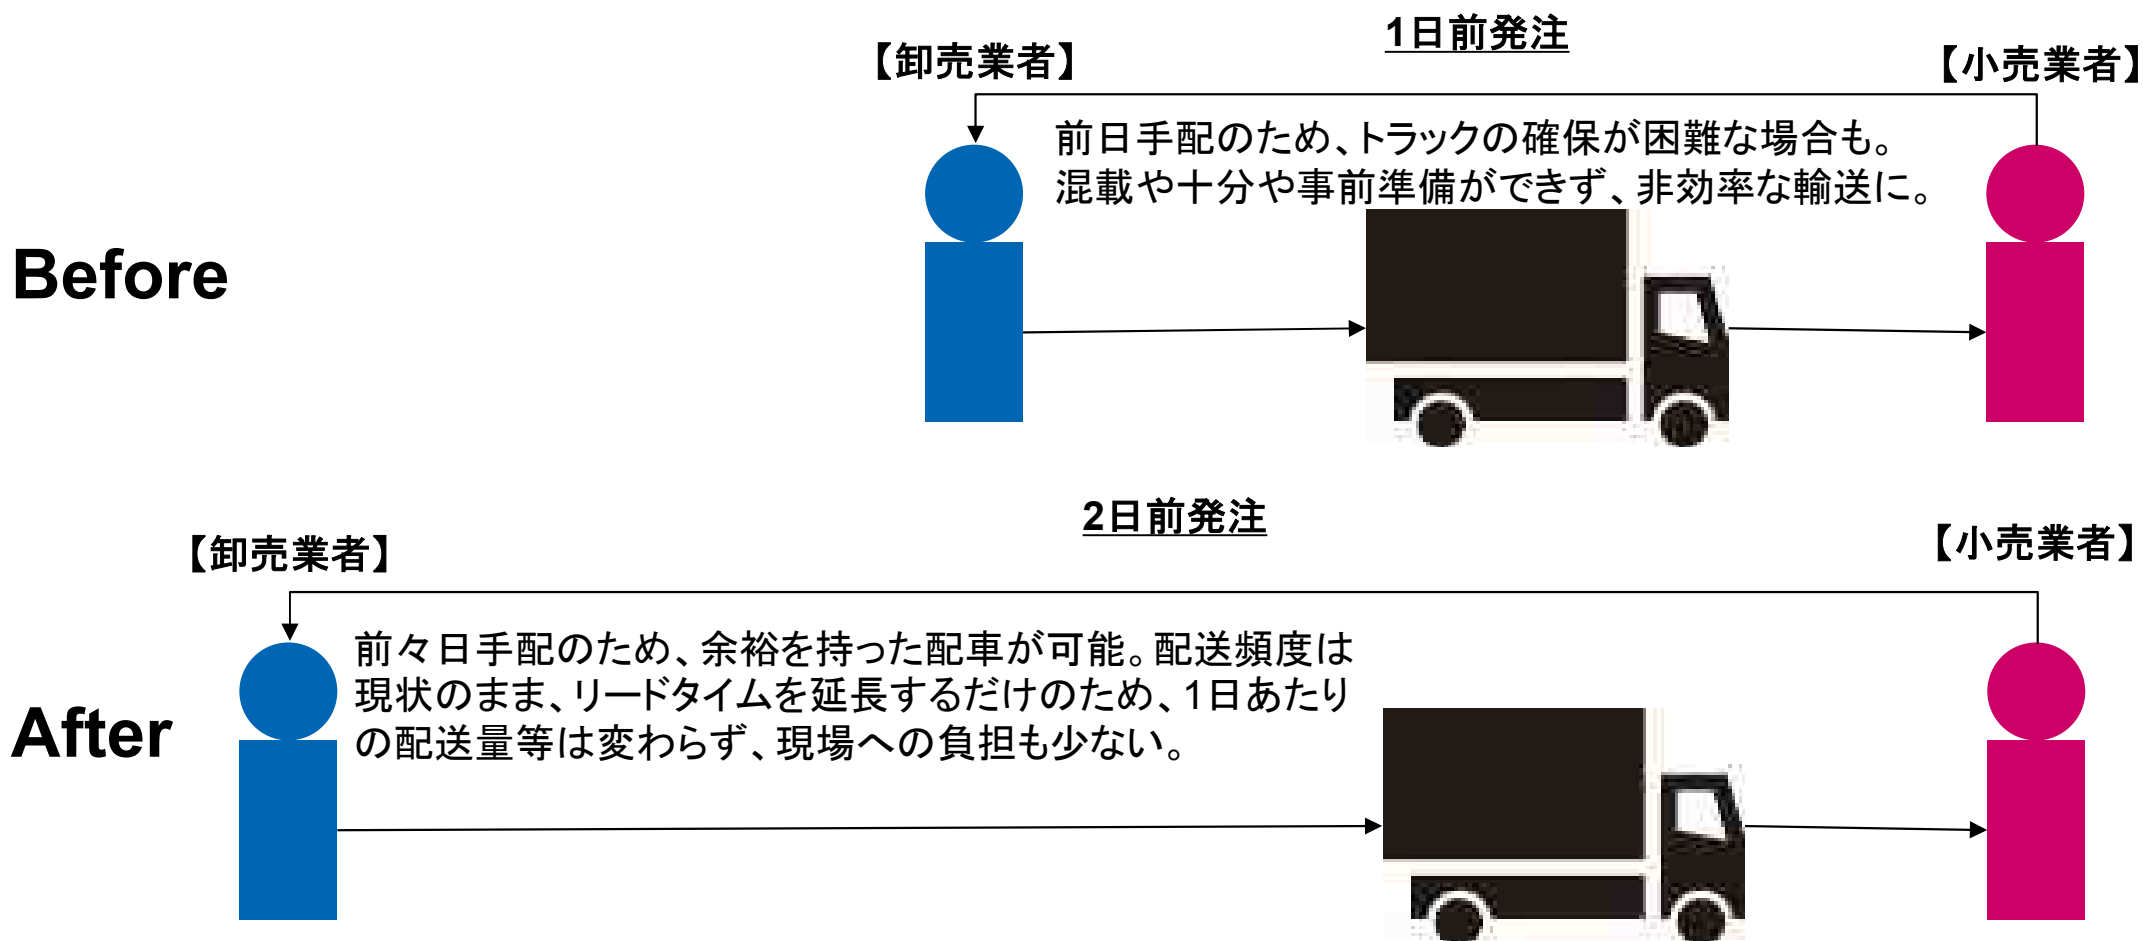 1日前発注
【卸売業者】
【小売業者】
前日手配のため、トラックの確保が困難な場合も。
混載や十分や事前準備ができず、非効率な輸送に。
Before
2日前発注
【卸売業者】
【小売業者】
前々日手配のため、余裕を持った配車が可能。配送頻度は
現状のまま、リードタイムを延長するだけのため、1日あたり
の配送量等は変わらず、現場への負担も少ない。
After